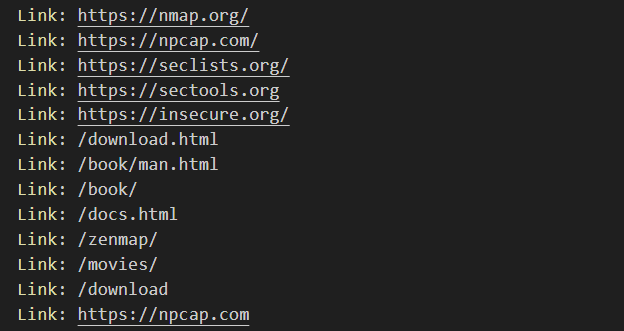 Link: https://nmap.org/
Link: https://npcap.com/
Link: https://seclists.org/
Link: https://sectools.org
Link: https://insecure.org/
Link: /download.html
Link: /book/man.html
Link: /book/
Link: /docs.html
Link: /zenmap/
Link: /movies/
Link: /download
Link: https://npcap.com